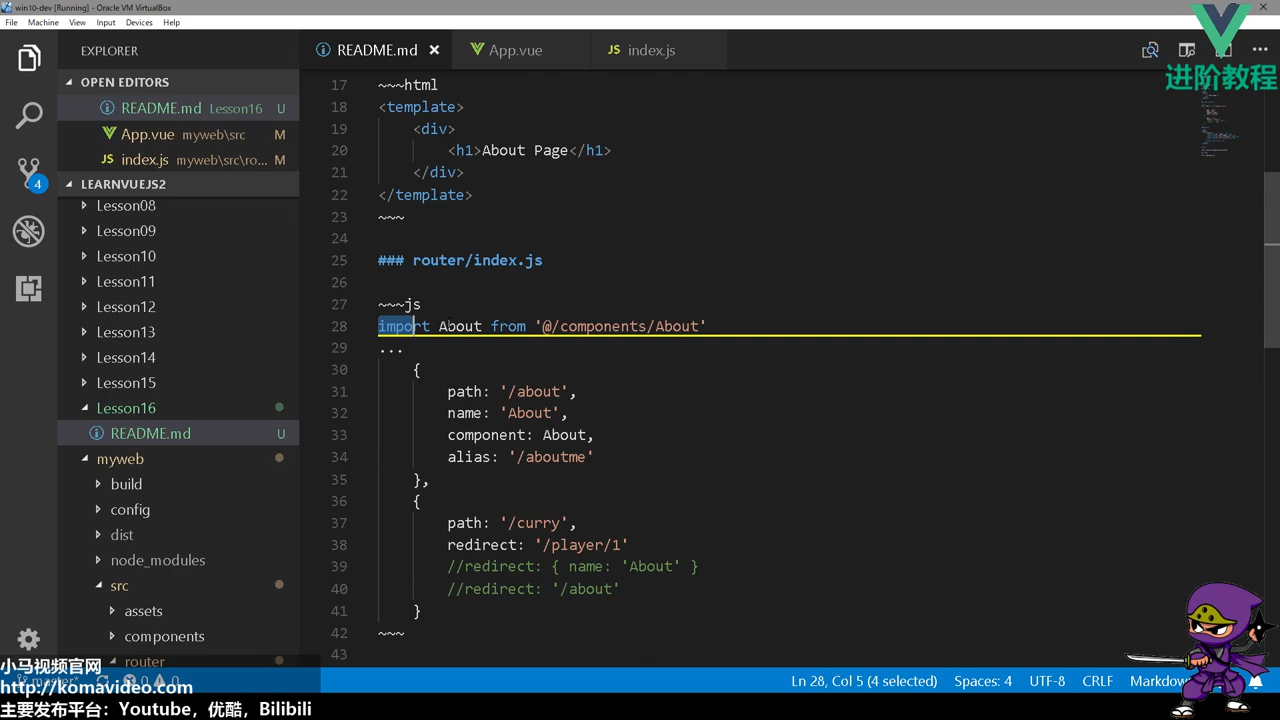 win10-dev [Running] - Oracle VM VirtualBox
File Machine View Input Devices Help
EXPLORER
README.md
App.vue
JS index.js
进阶教程
OPEN EDITORS
README.md Lesson16 U
App.vue myweb\src M
JS index.js myweb\src\ro... M
4
LEARNVUEJS2
Lesson08
Lesson09
Lesson10
Lesson11
Lesson12
Lesson13
Lesson14
Lesson15
Lesson16
README.md U
myweb
build
config
dist
node_modules
src
assets
components
router
17 ~~~html
18 <template>
19 <div>
20 <h1>About Page</h1>
21 </div>
22 </template>
23 ~~~
24
25 ### router/index.js
26
27 ~~~js
28 import About from '@/components/About'
29 ...
30 {
31 path: '/about',
32 name: 'About',
33 component: About,
34 alias: '/aboutme'
35 },
36 {
37 path: '/curry',
38 redirect: '/player/1'
39 //redirect: { name: 'About' }
40 //redirect: '/about'
41 }
42 ~~~
43
master* 0 0
Ln 28, Col 5 (4 selected) Spaces: 4 UTF-8 CRLF
小马视频官网
http://komavideo.com
主要发布平台: Youtube, 优酷, Bilibili